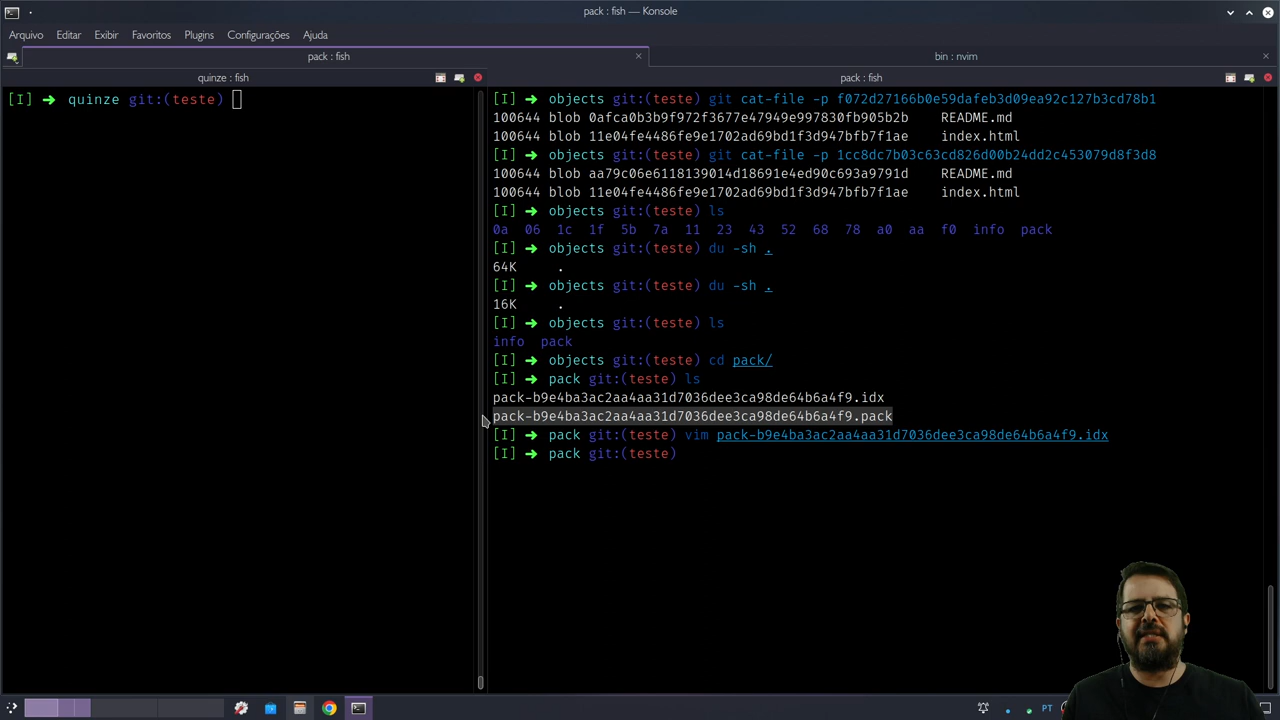 pack : fish — Konsole
Arquivo Editar Exibir Favoritos Plugins Configurações Ajuda
pack : fish
bin : nvim
quinze : fish
pack : fish
[I] ➜ quinze git:(teste)
[I] ➜ objects git:(teste) git cat-file -p f072d27166b0e59dafeb3d09ea92c127b3cd78b1
100644 blob 0afca0b3b9f972f3677e47949e997830fb905b2b README.md
100644 blob 11e04fe4486fe9e1702ad69bd1f3d947bfb7f1ae index.html
[I] ➜ objects git:(teste) git cat-file -p 1cc8dc7b03c63cd826d00b24dd2c453079d8f3d8
100644 blob aa79c06e6118139014d18691e4ed90c693a9791d README.md
100644 blob 11e04fe4486fe9e1702ad69bd1f3d947bfb7f1ae index.html
[I] ➜ objects git:(teste) ls
0a 06 1c 1f 5b 7a 11 23 43 52 68 78 a0 aa f0 info pack
[I] ➜ objects git:(teste) du -sh .
64K .
[I] ➜ objects git:(teste) du -sh .
16K .
[I] ➜ objects git:(teste) ls
info pack
[I] ➜ objects git:(teste) cd pack/
[I] ➜ pack git:(teste) ls
pack-b9e4ba3ac2aa4aa31d7036dee3ca98de64b6a4f9.idx
pack-b9e4ba3ac2aa4aa31d7036dee3ca98de64b6a4f9.pack
[I] ➜ pack git:(teste) vim pack-b9e4ba3ac2aa4aa31d7036dee3ca98de64b6a4f9.idx
[I] ➜ pack git:(teste)
PT